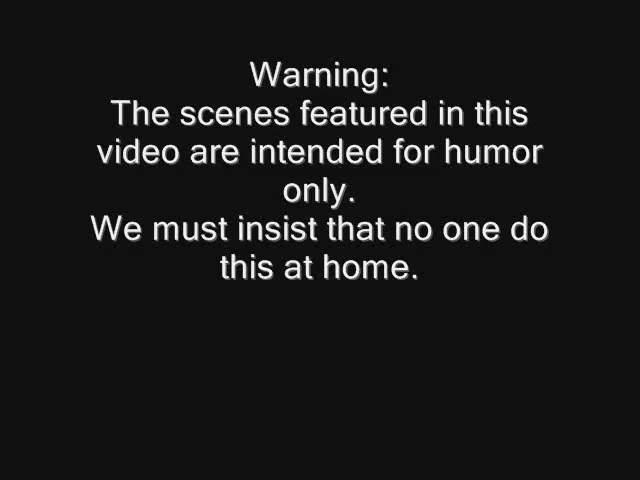 Warning:
The scenes featured in this
video are intended for humor
only.
We must insist that no one do
this at home.